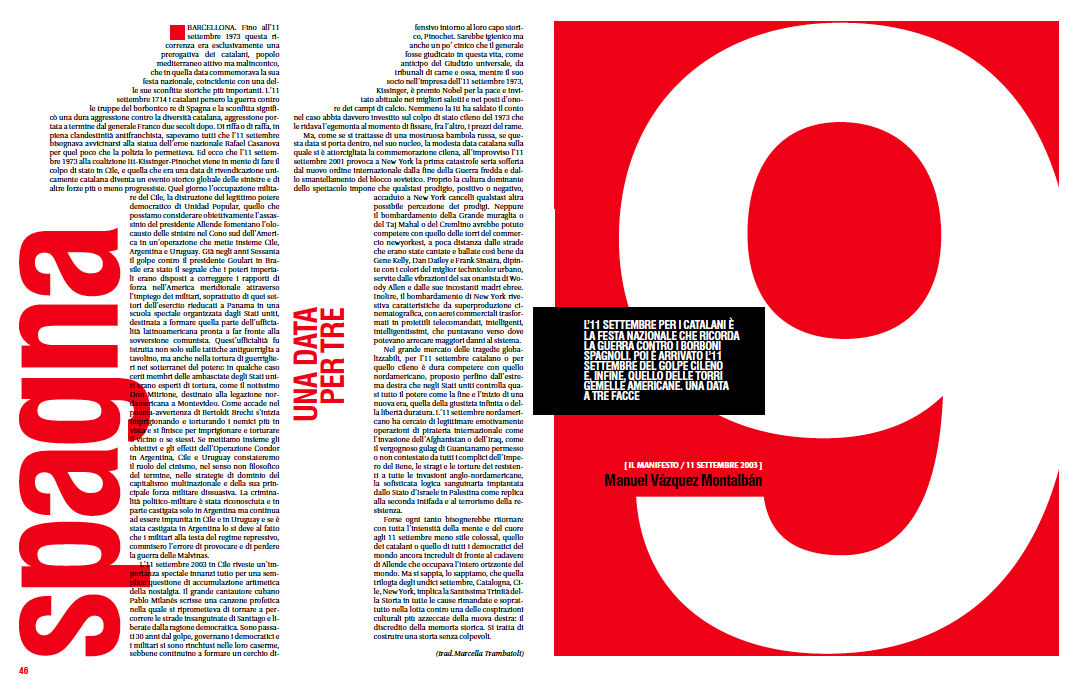 spagna
BARCELLONA. Fino all'11
settembre 1973 questa ri-
correnza era esclusivamente una
prerogativa dei catalani, popolo
mediterraneo attivo ma malinconico,
che in quella data commemorava la sua
festa nazionale, coincidente con una del-
le sue sconfitte storiche più importanti. L'11
settembre 1714 i catalani persero la guerra contro
le truppe del borbonico re di Spagna e la sconfitta signifi-
cò una dura aggressione contro la diversità catalana, aggressione por-
tata a termine dal generale Franco due secoli dopo. Di riffa o di raffa, in
piena clandestinità antifranchista, sapevamo tutti che l'11 settembre
bisognava avvicinarsi alla statua dell'eroe nazionale Rafael Casanova
per quel poco che la polizia lo permetteva. Ed ecco che l'11 settem-
bre 1973 alla coalizione Itt-Kissinger-Pinochet viene in mente di fare il
colpo di stato in Cile, e quella che era una data di rivendicazione uni-
camente catalana diventa un evento storico globale delle sinistre e di
altre forze più o meno progressiste. Quel giorno l'occupazione milita-
re del Cile, la distruzione del legittimo potere
democratico di Unidad Popular, quello che
possiamo considerare obiettivamente l'assas-
sinio del presidente Allende fomentano l'olo-
causto delle sinistre nel Cono sud dell'Ameri-
ca in un'operazione che mette insieme Cile,
Argentina e Uruguay. Già negli anni Sessanta
il golpe contro il presidente Goulart in Bra-
sile era stato il segnale che i poteri imperia-
li erano disposti a correggere i rapporti di
forza nell'America meridionale attraverso
l'impiego dei militari, soprattutto di quei set-
tori dell'esercito rieducati a Panama in una
scuola speciale organizzata dagli Stati uniti,
destinata a formare quella parte dell'ufficia-
lità latinoamericana pronta a far fronte alla
sovversione comunista. Quest'ufficialità fu
istruita non solo sulle tattiche antiguerriglia a
tavolino, ma anche nella tortura di guerriglie-
ri nei sotterranei del potere; in qualche caso
certi membri delle ambasciate degli Stati uni-
ti erano esperti di tortura, come il notissimo
Don Mitrione, destinato alla legazione nor-
damericana a Montevideo. Come accade nel
poema-avvertenza di Bertoldt Brecht s'inizia
imprigionando e torturando i nemici più in
vista e si finisce per imprigionare e torturare
il vicino o se stessi. Se mettiamo insieme gli
obiettivi e gli effetti dell'Operazione Condor
in Argentina, Cile e Uruguay constateremo
il ruolo del cinismo, nel senso non filosofico
del termine, nelle strategie di dominio del
capitalismo multinazionale e della sua prin-
cipale forza militare dissuasiva. La crimina-
lità politico-militare è stata riconosciuta e in
parte castigata solo in Argentina ma continua
ad essere impunita in Cile e in Uruguay e se è
stata castigata in Argentina lo si deve al fatto
che i militari alla testa del regime repressivo,
commisero l'errore di provocare e di perdere
la guerra delle Malvinas.
L'11 settembre 2003 in Cile riveste un'im-
portanza speciale innanzi tutto per una sem-
plice questione di accumulazione aritmetica
della nostalgia. Il grande cantautore cubano
Pablo Milanés scrisse una canzone profetica
nella quale si riprometteva di tornare a per-
correre le strade insanguinate di Santiago e li-
berate dalla ragione democratica. Sono passa-
ti 30 anni dal golpe, governano i democratici e
i militari si sono rinchiusi nelle loro caserme,
sebbene continuino a formare un cerchio di-
fensivo intorno al loro capo stori-
co, Pinochet. Sarebbe igienico ma
anche un po' cinico che il generale
fosse giudicato in questa vita, come
anticipo del Giudizio universale, da
tribunali di carne e ossa, mentre il suo
socio nell'impresa dell'11 settembre 1973,
Kissinger, è premio Nobel per la pace e invi-
tato abituale nei migliori salotti e nei posti d'ono-
re dei campi di calcio. Nemmeno la Itt ha saldato il conto
nel caso abbia davvero investito sul colpo di stato cileno del 1973 che
le ridava l'egemonia al momento di fissare, fra l'altro, i prezzi del rame.
Ma, come se si trattasse di una mostruosa bambola russa, se que-
sta data si porta dentro, nel suo nucleo, la modesta data catalana sulla
quale si è attorcigliata la commemorazione cilena, all'improvviso l'11
settembre 2001 provoca a New York la prima catastrofe seria sofferta
dal nuovo ordine internazionale dalla fine della Guerra fredda e dal-
lo smantellamento del blocco sovietico. Proprio la cultura dominante
dello spettacolo impone che qualsiasi prodigio, positivo o negativo,
accaduto a New York cancelli qualsiasi altra
possibile percezione dei prodigi. Neppure
il bombardamento della Grande muraglia o
del Taj Mahal o del Cremlino avrebbe potuto
competere con quello delle torri del commer-
cio newyorkesi, a poca distanza dalle strade
che erano state cantate e ballate così bene da
Gene Kelly, Dan Dailey e Frank Sinatra, dipin-
te con i colori del miglior technicolor urbano,
servite dalle vibrazioni del sax onanista di Wo-
ody Allen e dalle sue incostanti madri ebree.
Inoltre, il bombardamento di New York rive-
stiva caratteristiche da superproduzione ci-
nematografica, con aerei commerciali trasfor-
mati in proiettili telecomandati, intelligenti,
intelligentissimi, che puntavano verso dove
potevano arrecare maggiori danni al sistema.
Nel grande mercato delle tragedie globa-
lizzabili, per l'11 settembre catalano o per
quello cileno è dura competere con quello
nordamericano, proprio perfino dall'estre-
ma destra che negli Stati uniti controlla qua-
si tutto il potere come la fine e l'inizio di una
nuova era, quella della giustizia infinita o del-
la libertà duratura. L'11 settembre nordameri-
cano ha cercato di legittimare emotivamente
operazioni di pirateria internazionale come
l'invasione dell'Afghanistan o dell'Iraq, come
il vergognoso gulag di Guantanamo permesso
o non contestato da tutti i complici dell'Impe-
ro del Bene, le stragi e le torture dei resisten-
ti a tutte le invasioni anglo-nordamericane,
la sofisticata logica sanguinaria impiantata
dallo Stato d'Israele in Palestina come replica
alla seconda intifada e al terrorismo della re-
sistenza.
Forse ogni tanto bisognerebbe ritornare
con tutta l'intensità della mente e del cuore
agli 11 settembre meno stile colossal, quello
dei catalani o quello di tutti i democratici del
mondo ancora increduli di fronte al cadavere
di Allende che occupava l'intero orizzonte del
mondo. Ma si sappia, lo sappiamo, che quella
trilogia degli undici settembre, Catalogna, Ci-
le, New York, implica la Santissima Trinità del-
la Storia in tutte le cause rimandate e soprat-
tutto nella lotta contro una delle cospirazioni
culturali più azzeccate della nuova destra: il
discredito della memoria storica. Si tratta di
costruire una storia senza colpevoli.
(trad. Marcella Trambaioli)
UNA DATA
PER TRE
9
L'11 SETTEMBRE PER I CATALANI È
LA FESTA NAZIONALE CHE RICORDA
LA GUERRA CONTRO I BORBONI
SPAGNOLI. POI È ARRIVATO L'11
SETTEMBRE DEL GOLPE CILENO
E, INFINE, QUELLO DELLE TORRI
GEMELLE AMERICANE. UNA DATA
A TRE FACCE
[ IL MANIFESTO / 11 SETTEMBRE 2003 ]
Manuel Vázquez Montalbán
46